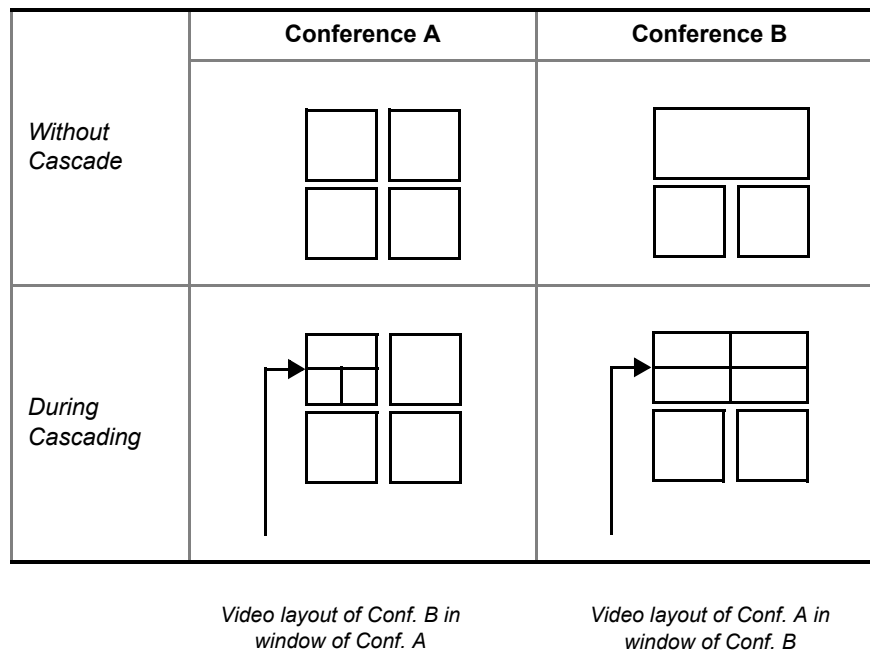 Conference A
Conference B
Without
Cascade
During
Cascading
Video layout of Conf. B in
window of Conf. A
Video layout of Conf. A in
window of Conf. B